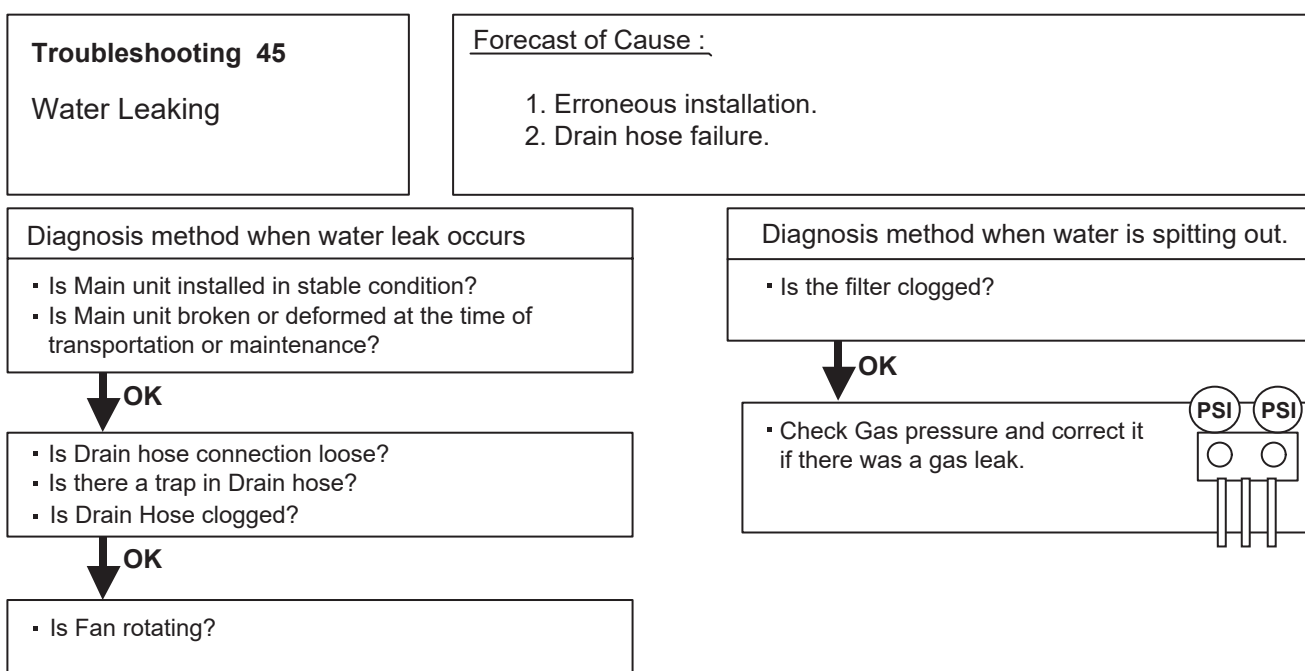 Troubleshooting 45
Water Leaking
Forecast of Cause :
1. Erroneous installation.
2. Drain hose failure.
Diagnosis method when water leak occurs
▪ Is Main unit installed in stable condition?
▪ Is Main unit broken or deformed at the time of
transportation or maintenance?
OK
▪ Is Drain hose connection loose?
▪ Is there a trap in Drain hose?
▪ Is Drain Hose clogged?
OK
▪ Is Fan rotating?
Diagnosis method when water is spitting out.
▪ Is the filter clogged?
OK
▪ Check Gas pressure and correct it
if there was a gas leak.
PSI PSI